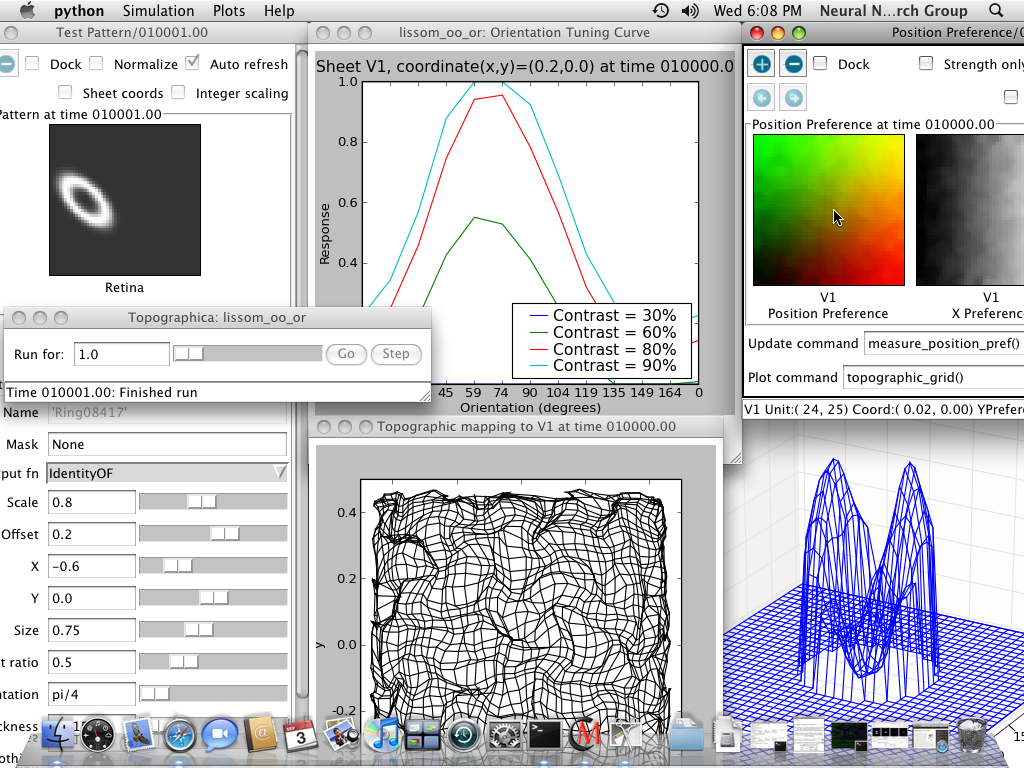 python Simulation Plots Help Wed 6:08 PM Neural N...rch Group
Test Pattern/010001.00
Dock Normalize Auto refresh
Sheet coords Integer scaling
Pattern at time 010001.00
Retina
lissom_oo_or: Orientation Tuning Curve
Sheet V1, coordinate(x,y)=(0.2,0.0) at time 010000.0
1.0
0.8
0.6
0.4
Response
Contrast = 30%
Contrast = 60%
Contrast = 80%
Contrast = 90%
45 59 74 90 104 119 135 149 164 0
Orientation (degrees)
Position Preference/0
Dock Strength only
Position Preference at time 010000.00
V1
Position Preference
V1
X Preferenc
Update command measure_position_pref()
Plot command topographic_grid()
V1 Unit:( 24, 25) Coord:( 0.02, 0.00) YPrefer
Topographica: lissom_oo_or
Run for: 1.0 Go Step
Time 010001.00: Finished run
Name 'Ring08417'
Mask None
put fn IdentityOF
Scale 0.8
Offset 0.2
X −0.6
Y 0.0
Size 0.75
t ratio 0.5
ntation pi/4
ckness
Topographic mapping to V1 at time 010000.00
0.4
0.2
0.0
-0.2
y
SEP
3
15